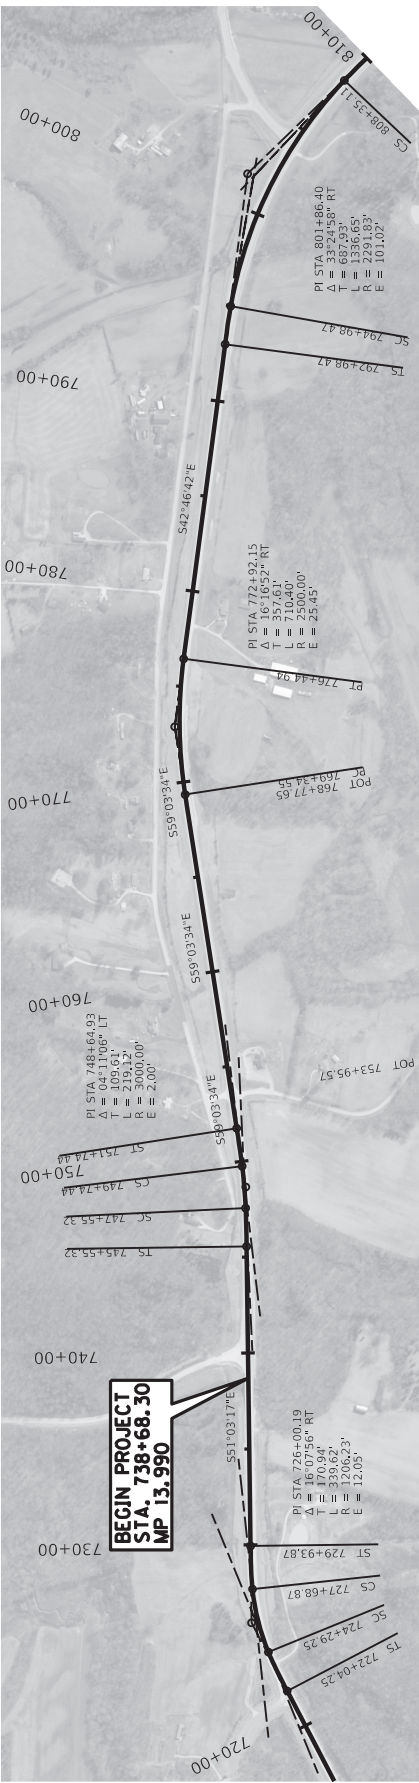 810+00
CS 808+35.11
800+00
PI STA 801+86.40
Δ = 33°24'58" RT
T = 687.93'
L = 1336.65'
R = 2291.83'
E = 101.02'
SC 794+98.47
TS 792+98.47
790+00
S42°46'42"E
780+00
PI STA 772+92.15
Δ = 16°16'52" RT
T = 357.61'
L = 710.40'
R = 2500.00'
E = 25.45'
PT 776+44.94
PC 769+34.55
POT 768+77.65
S59°03'34"E
770+00
S59°03'34"E
760+00
PI STA 748+64.93
Δ = 04°11'06" LT
T = 109.61'
L = 219.12'
R = 3000.00'
E = 2.00'
POT 753+95.57
S59°03'34"E
ST 751+74.44
750+00
CS 749+74.44
SC 747+55.32
TS 745+55.32
740+00
BEGIN PROJECT
STA. 738+68.30
MP 13.990
S51°03'17"E
PI STA 726+00.19
Δ = 16°07'56" RT
T = 170.94'
L = 339.62'
R = 1206.23'
E = 12.05'
730+00
ST 729+93.87
CS 727+68.87
SC 724+29.25
TS 722+04.25
720+00